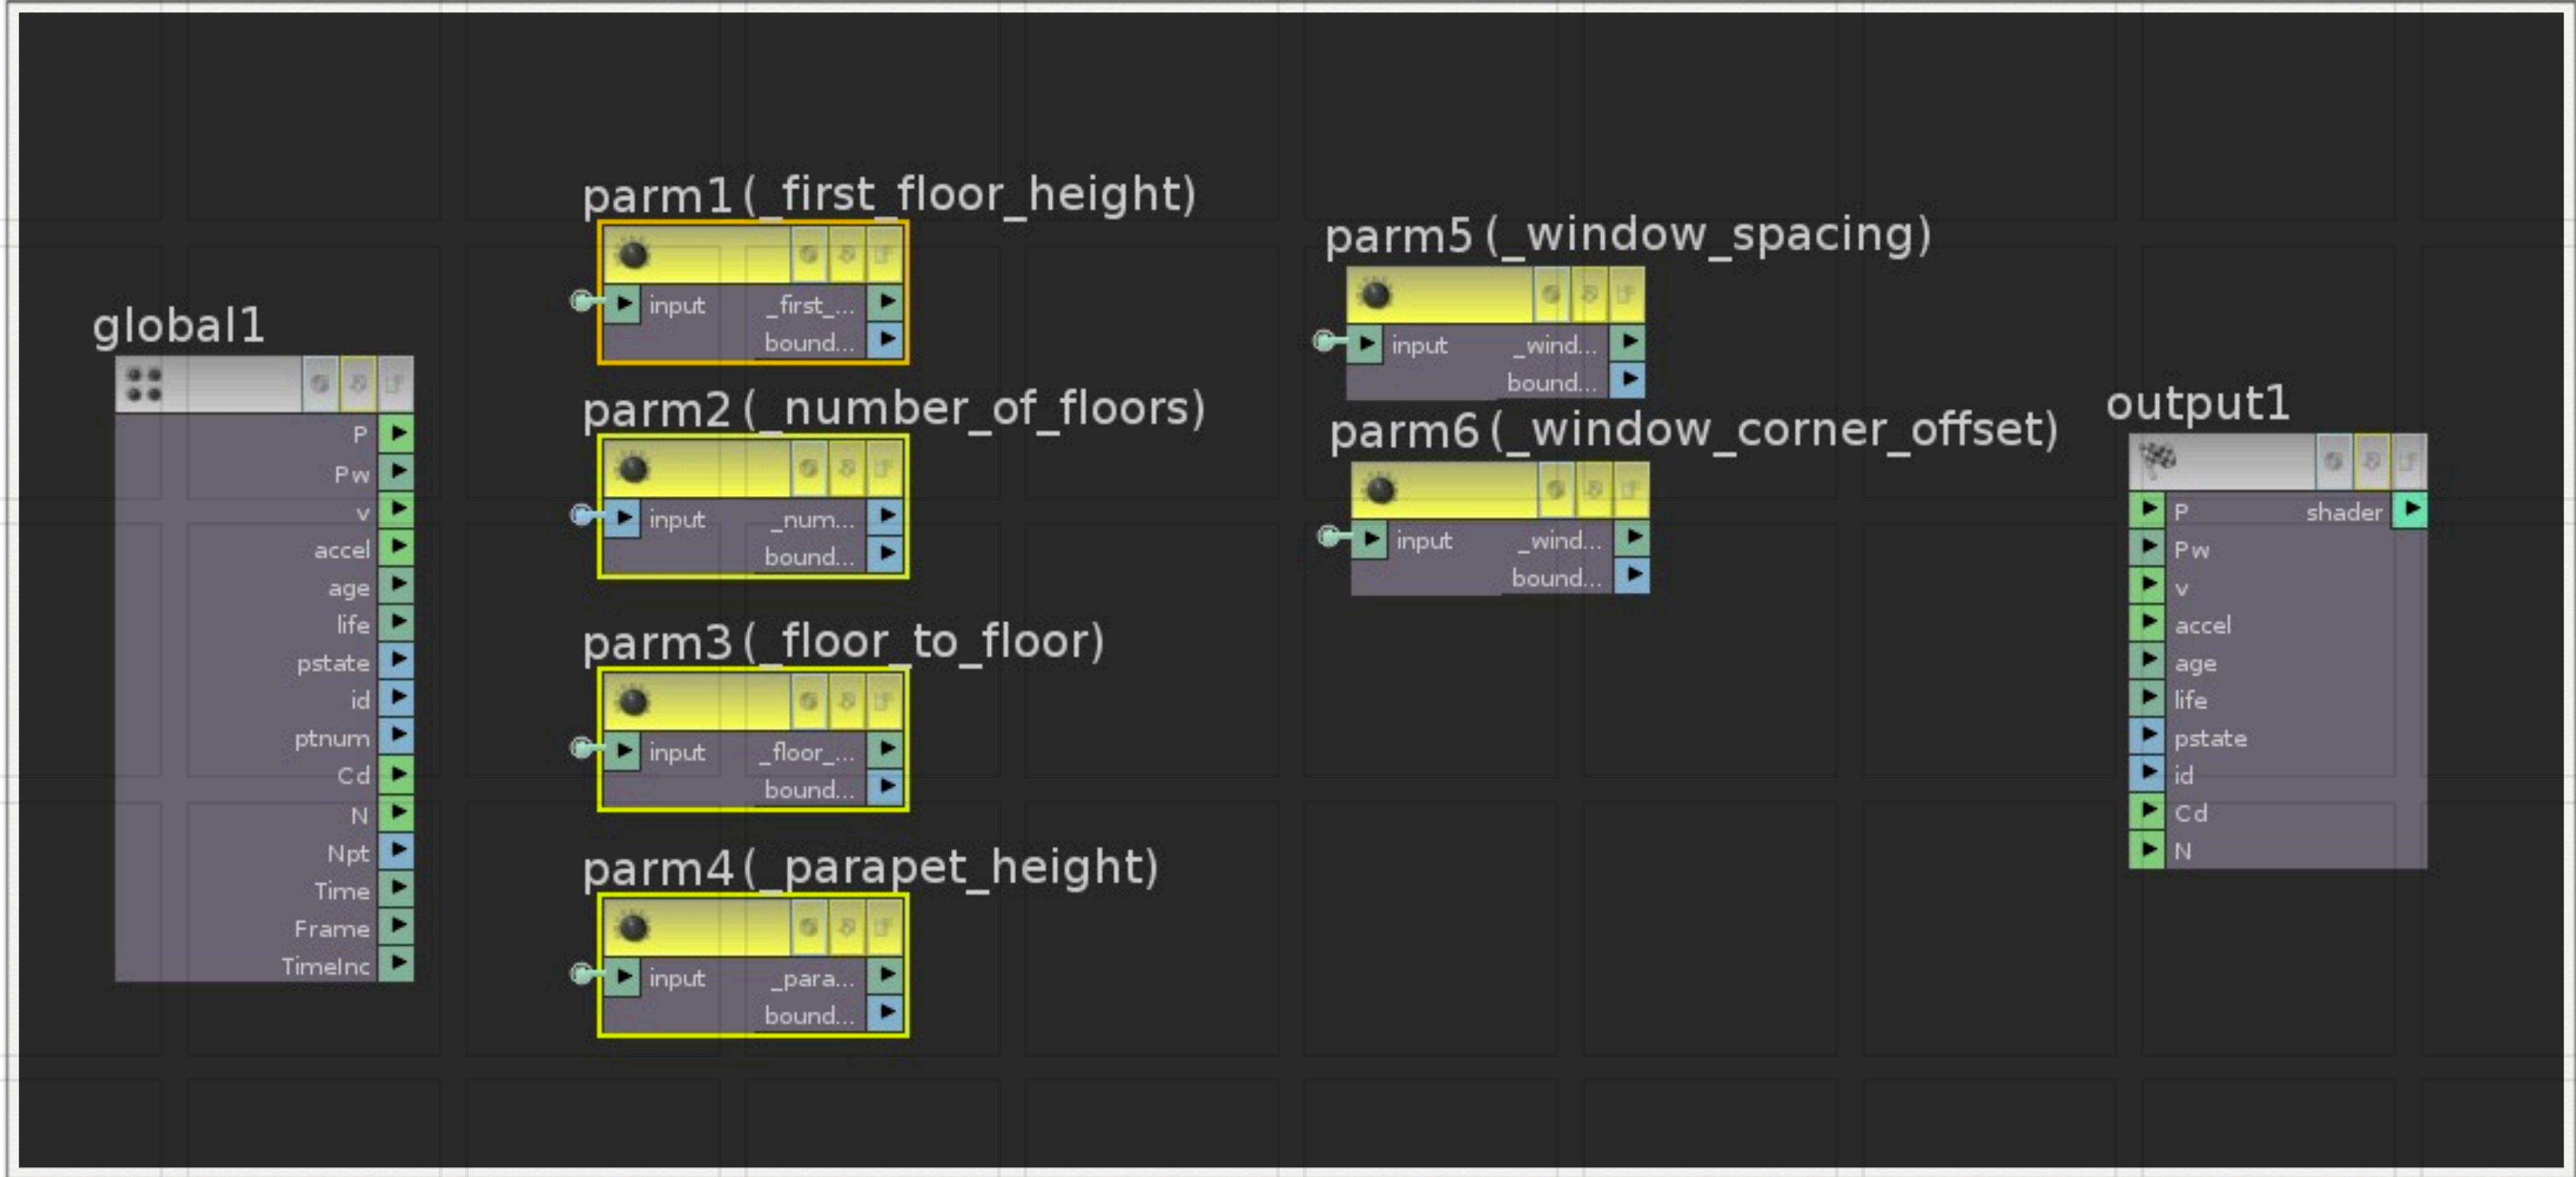 global1
P
Pw
v
accel
age
life
pstate
id
ptnum
Cd
N
Npt
Time
Frame
TimeInc
parm1(_first_floor_height)
input _first_...
bound...
parm2(_number_of_floors)
input _num...
bound...
parm3(_floor_to_floor)
input _floor_...
bound...
parm4(_parapet_height)
input _para...
bound...
parm5(_window_spacing)
input _wind...
bound...
parm6(_window_corner_offset)
input _wind...
bound...
output1
P shader
Pw
v
accel
age
life
pstate
id
Cd
N